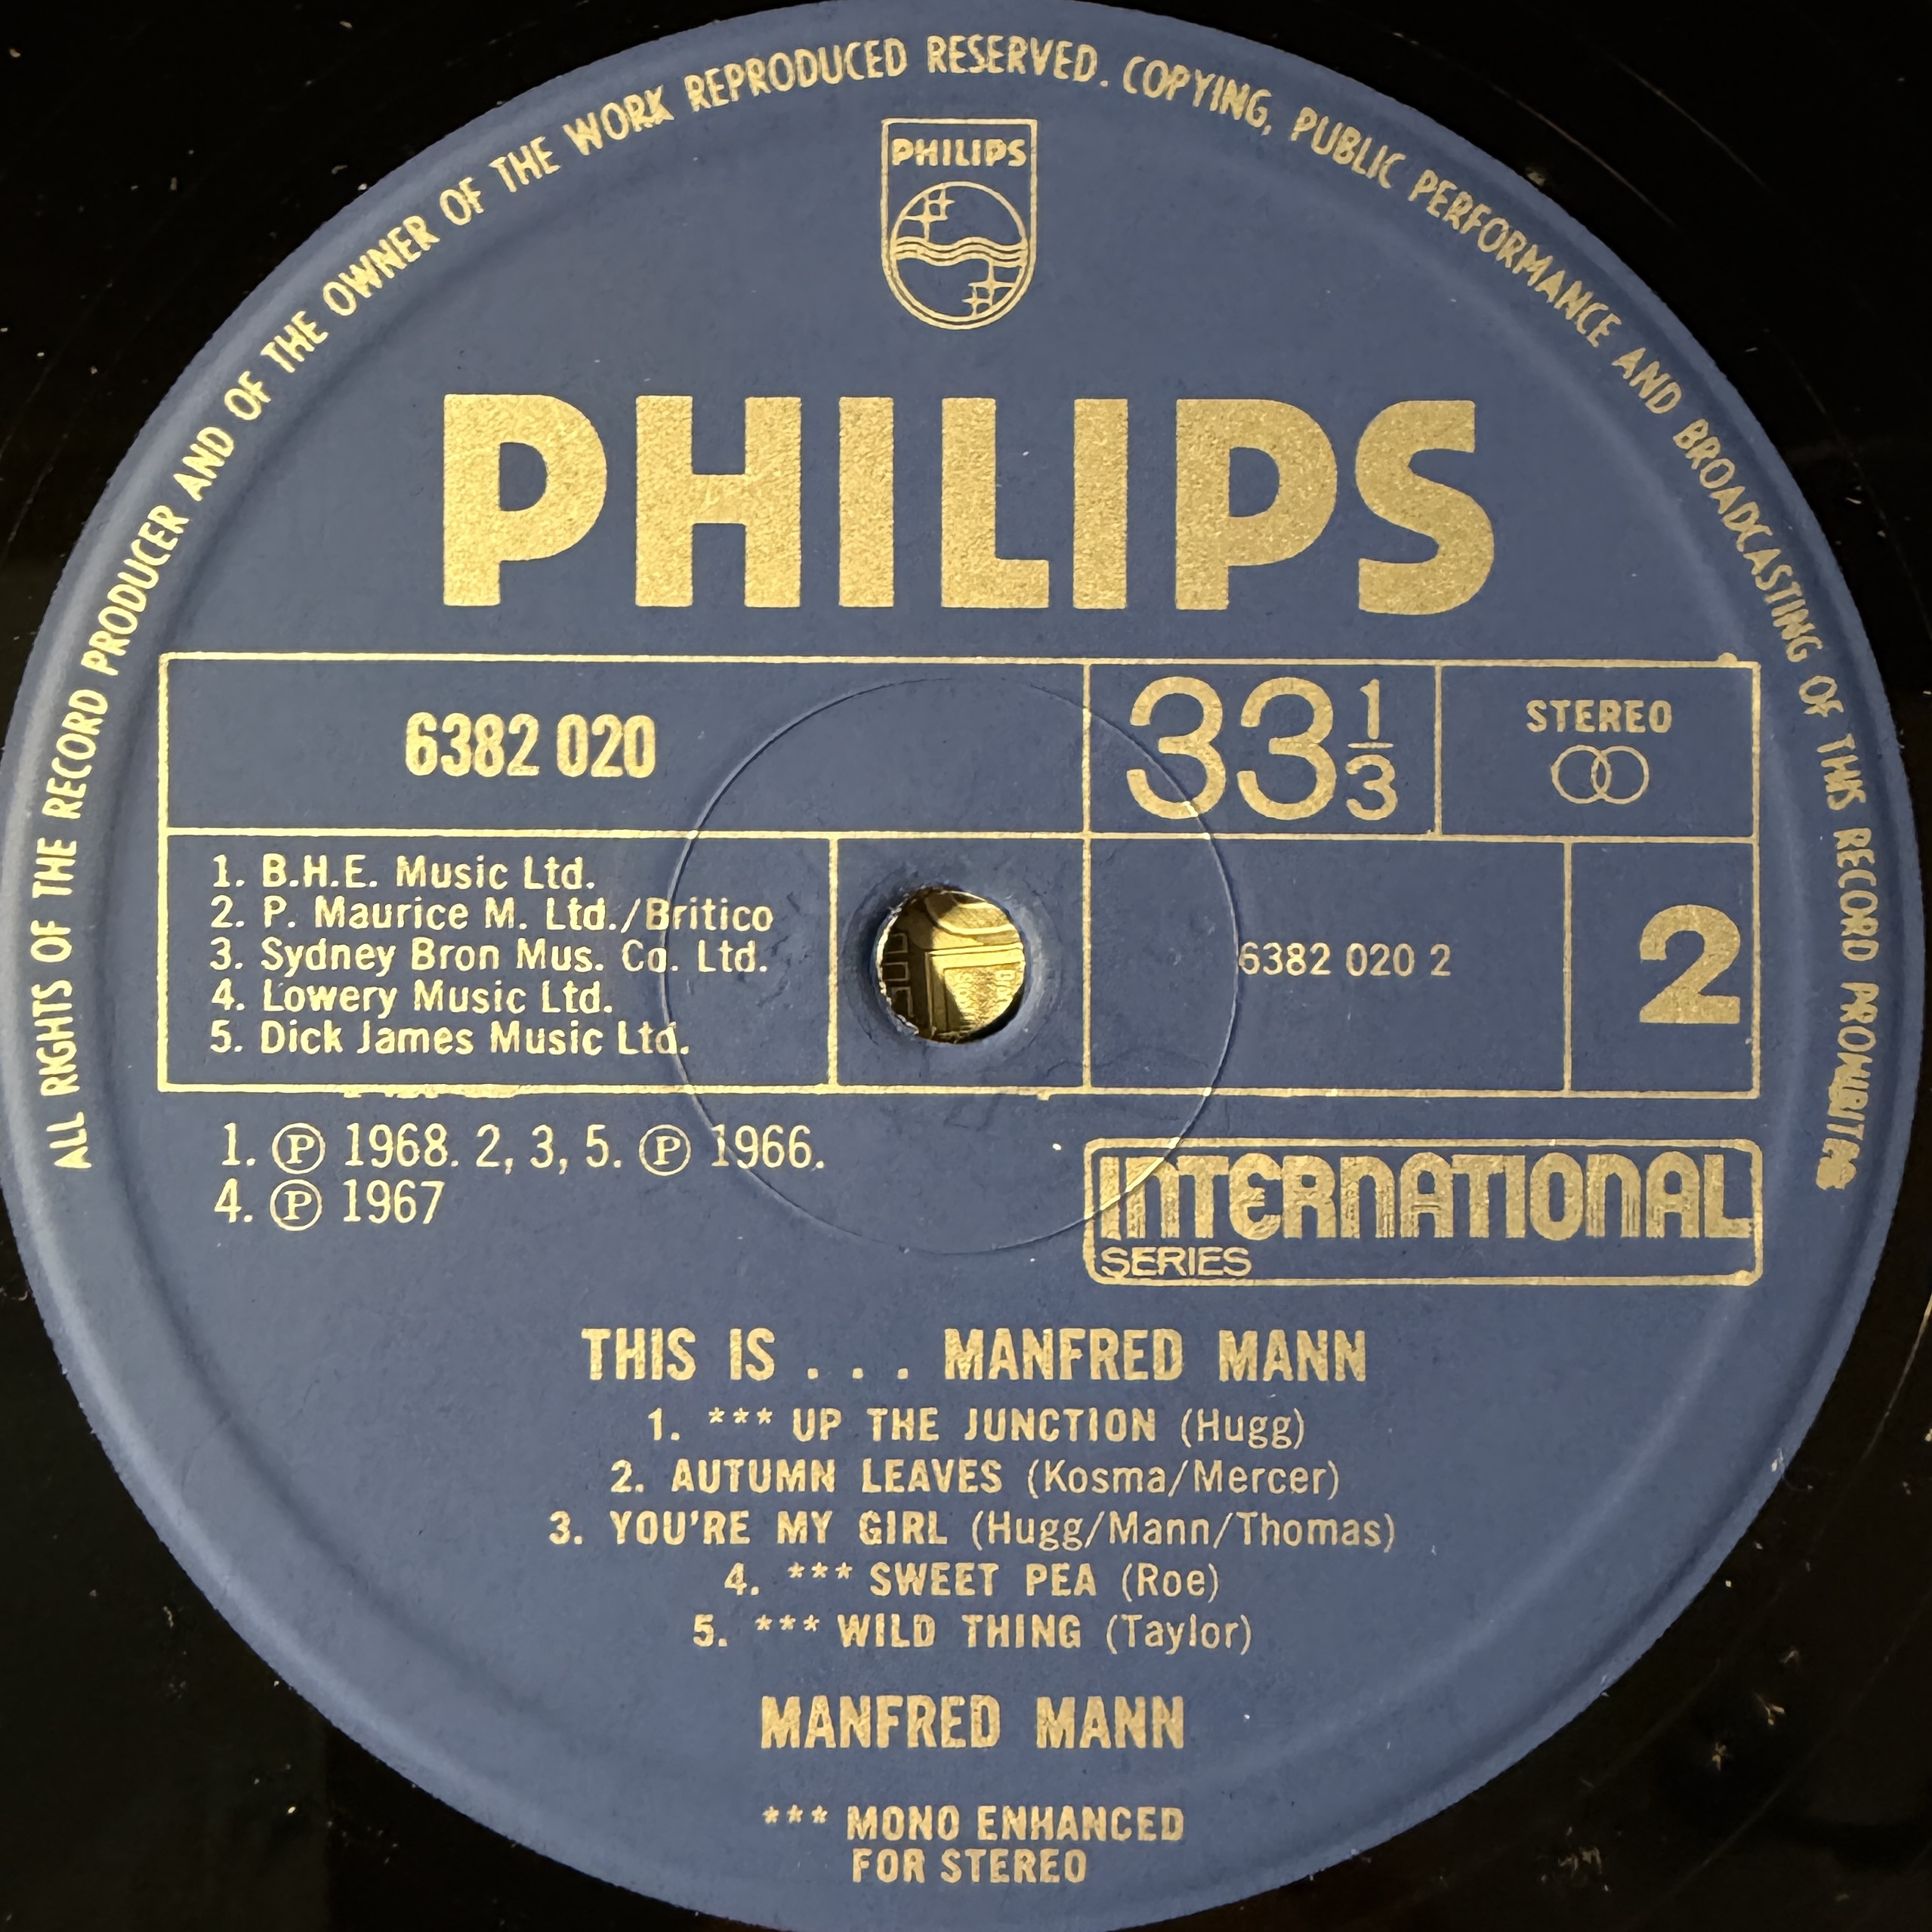 ALL RIGHTS OF THE RECORD PRODUCER AND OF THE OWNER OF THE WORK REPRODUCED RESERVED. COPYING, PUBLIC PERFORMANCE AND BROADCASTING OF THIS RECORD PROHIBITED
PHILIPS
PHILIPS
6382 020
33 1/3
STEREO
1. B.H.E. Music Ltd.
2. P. Maurice M. Ltd./Britico
3. Sydney Bron Mus. Co. Ltd.
4. Lowery Music Ltd.
5. Dick James Music Ltd.
6382 020 2
2
1. Ⓟ 1968. 2, 3, 5. Ⓟ 1966.
4. Ⓟ 1967
INTERNATIONAL
SERIES
THIS IS . . . MANFRED MANN
1. *** UP THE JUNCTION (Hugg)
2. AUTUMN LEAVES (Kosma/Mercer)
3. YOU'RE MY GIRL (Hugg/Mann/Thomas)
4. *** SWEET PEA (Roe)
5. *** WILD THING (Taylor)
MANFRED MANN
*** MONO ENHANCED
FOR STEREO